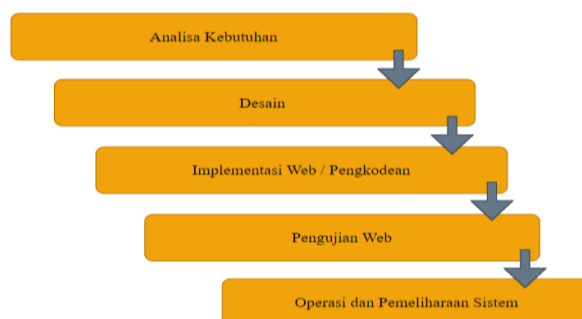 Analisa Kebutuhan
Desain
Implementasi Web / Pengkodean
Pengujian Web
Operasi dan Pemeliharaan Sistem